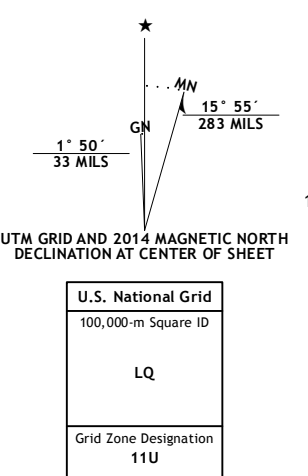 ★
MN
GN
15° 55´
283 MILS
1° 50´
33 MILS
UTM GRID AND 2014 MAGNETIC NORTH
DECLINATION AT CENTER OF SHEET
U.S. National Grid
100,000-m Square ID
LQ
Grid Zone Designation
11U